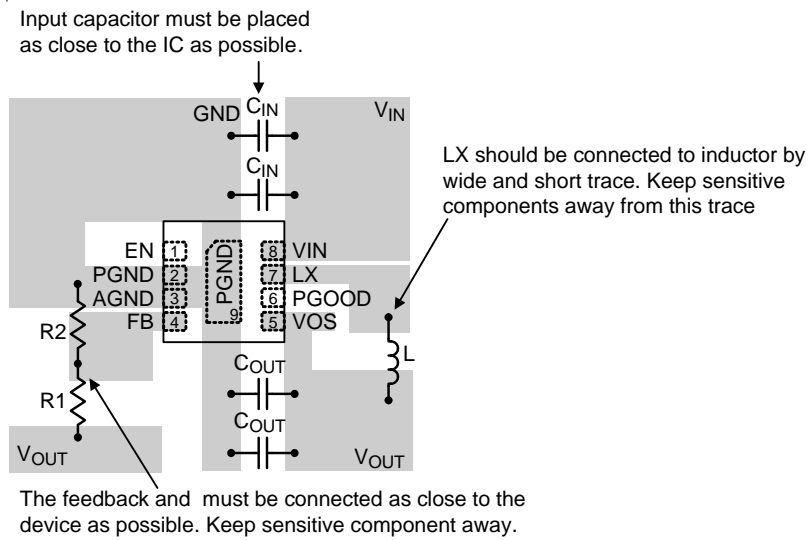 Input capacitor must be placed
as close to the IC as possible.
GND
CIN
VIN
CIN
LX should be connected to inductor by
wide and short trace. Keep sensitive
components away from this trace
EN 1
PGND 2
AGND 3
FB 4
PGND
9
8 VIN
7 LX
6 PGOOD
5 VOS
R2
R1
L
COUT
COUT
VOUT
VOUT
The feedback and must be connected as close to the
device as possible. Keep sensitive component away.